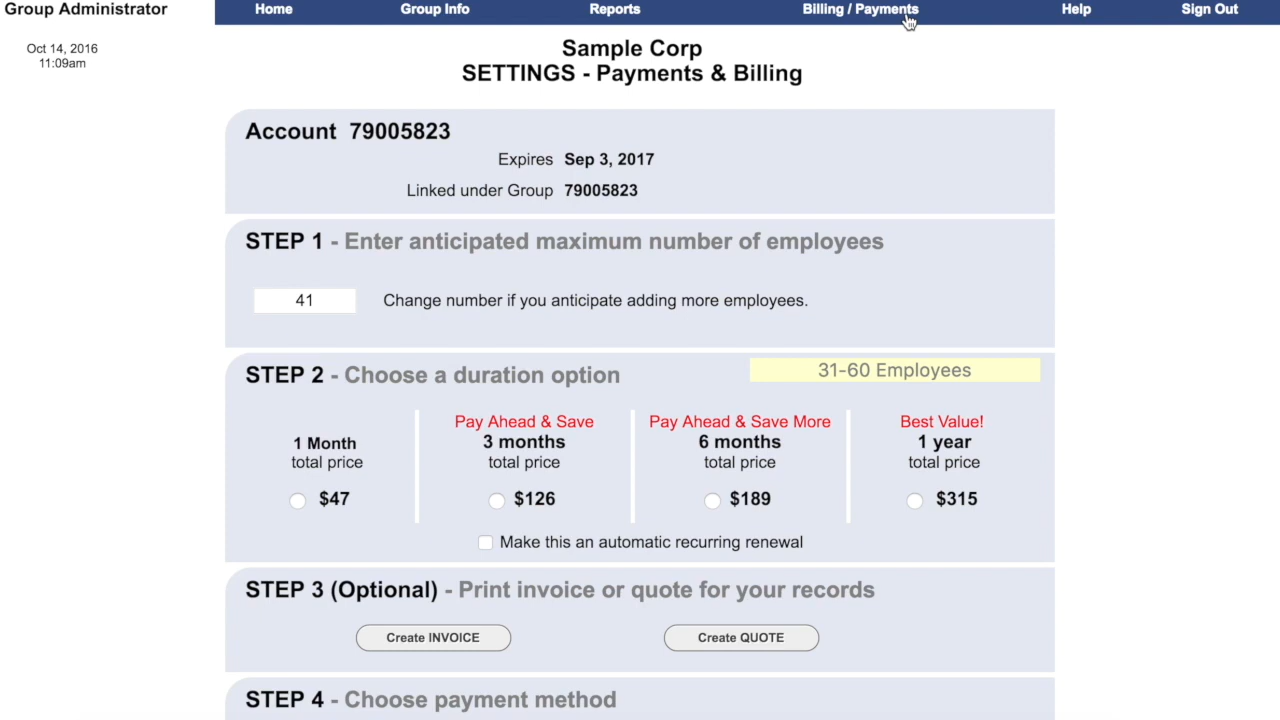 Group Administrator
Home Group Info Reports Billing / Payments Help Sign Out
Oct 14, 2016
11:09am
Sample Corp
SETTINGS - Payments & Billing
Account 79005823
Expires Sep 3, 2017
Linked under Group 79005823
STEP 1 - Enter anticipated maximum number of employees
41 Change number if you anticipate adding more employees.
STEP 2 - Choose a duration option
31-60 Employees
1 Month
total price
$47
Pay Ahead & Save
3 months
total price
$126
Pay Ahead & Save More
6 months
total price
$189
Best Value!
1 year
total price
$315
Make this an automatic recurring renewal
STEP 3 (Optional) - Print invoice or quote for your records
Create INVOICE Create QUOTE
STEP 4 - Choose payment method